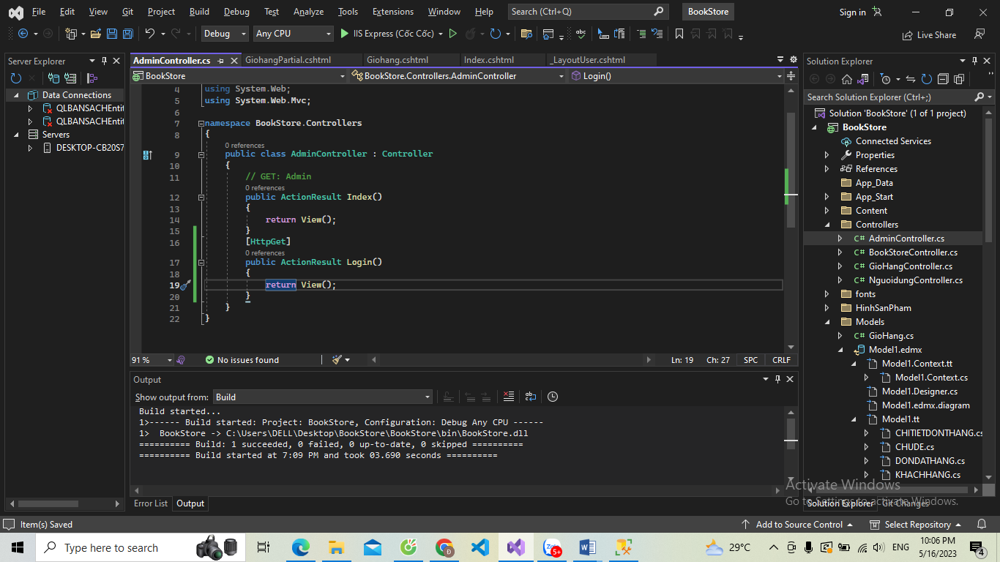 File Edit View Git Project Build Debug Test Analyze Tools Extensions Window Help Search (Ctrl+Q) BookStore Sign in
Debug Any CPU IIS Express (Cốc Cốc) Live Share
Server Explorer
Data Connections
QLBANSACHEntit
QLBANSACHEntit
Servers
DESKTOP-CB20S7
AdminController.cs GiohangPartial.cshtml Giohang.cshtml Index.cshtml _LayoutUser.cshtml
BookStore BookStore.Controllers.AdminController Login()
4 using System.Web;
5 using System.Web.Mvc;
6
7 namespace BookStore.Controllers
8 {
0 references
9 public class AdminController : Controller
10 {
11 // GET: Admin
0 references
12 public ActionResult Index()
13 {
14 return View();
15 }
16 [HttpGet]
0 references
17 public ActionResult Login()
18 {
19 return View();
20 }
21 }
22 }
91 % No issues found Ln: 19 Ch: 27 SPC CRLF
Output
Show output from: Build
Build started...
1>------ Build started: Project: BookStore, Configuration: Debug Any CPU ------
1> BookStore -> C:\Users\DELL\Desktop\BookStore\BookStore\bin\BookStore.dll
========== Build: 1 succeeded, 0 failed, 0 up-to-date, 0 skipped ==========
========== Build started at 7:09 PM and took 03.690 seconds ==========
Error List Output
Solution Explorer
Search Solution Explorer (Ctrl+;)
Solution 'BookStore' (1 of 1 project)
BookStore
Connected Services
Properties
References
App_Data
App_Start
Content
Controllers
C# AdminController.cs
C# BookStoreController.cs
C# GioHangController.cs
C# NguoidungController.cs
fonts
HinhSanPham
Models
C# GioHang.cs
Model1.edmx
Model1.Context.tt
Model1.Context.cs
Model1.Designer.cs
Model1.edmx.diagram
Model1.tt
CHITIETDONTHANG.cs
CHUDE.cs
DONDATHANG.cs
KHACHHANG.cs
Activate Windows
Go to Settings to activate Windows.
Solution Explorer Git Changes
Item(s) Saved Add to Source Control Select Repository
Type here to search 5+ 29°C ENG 10:06 PM
5/16/2023 4